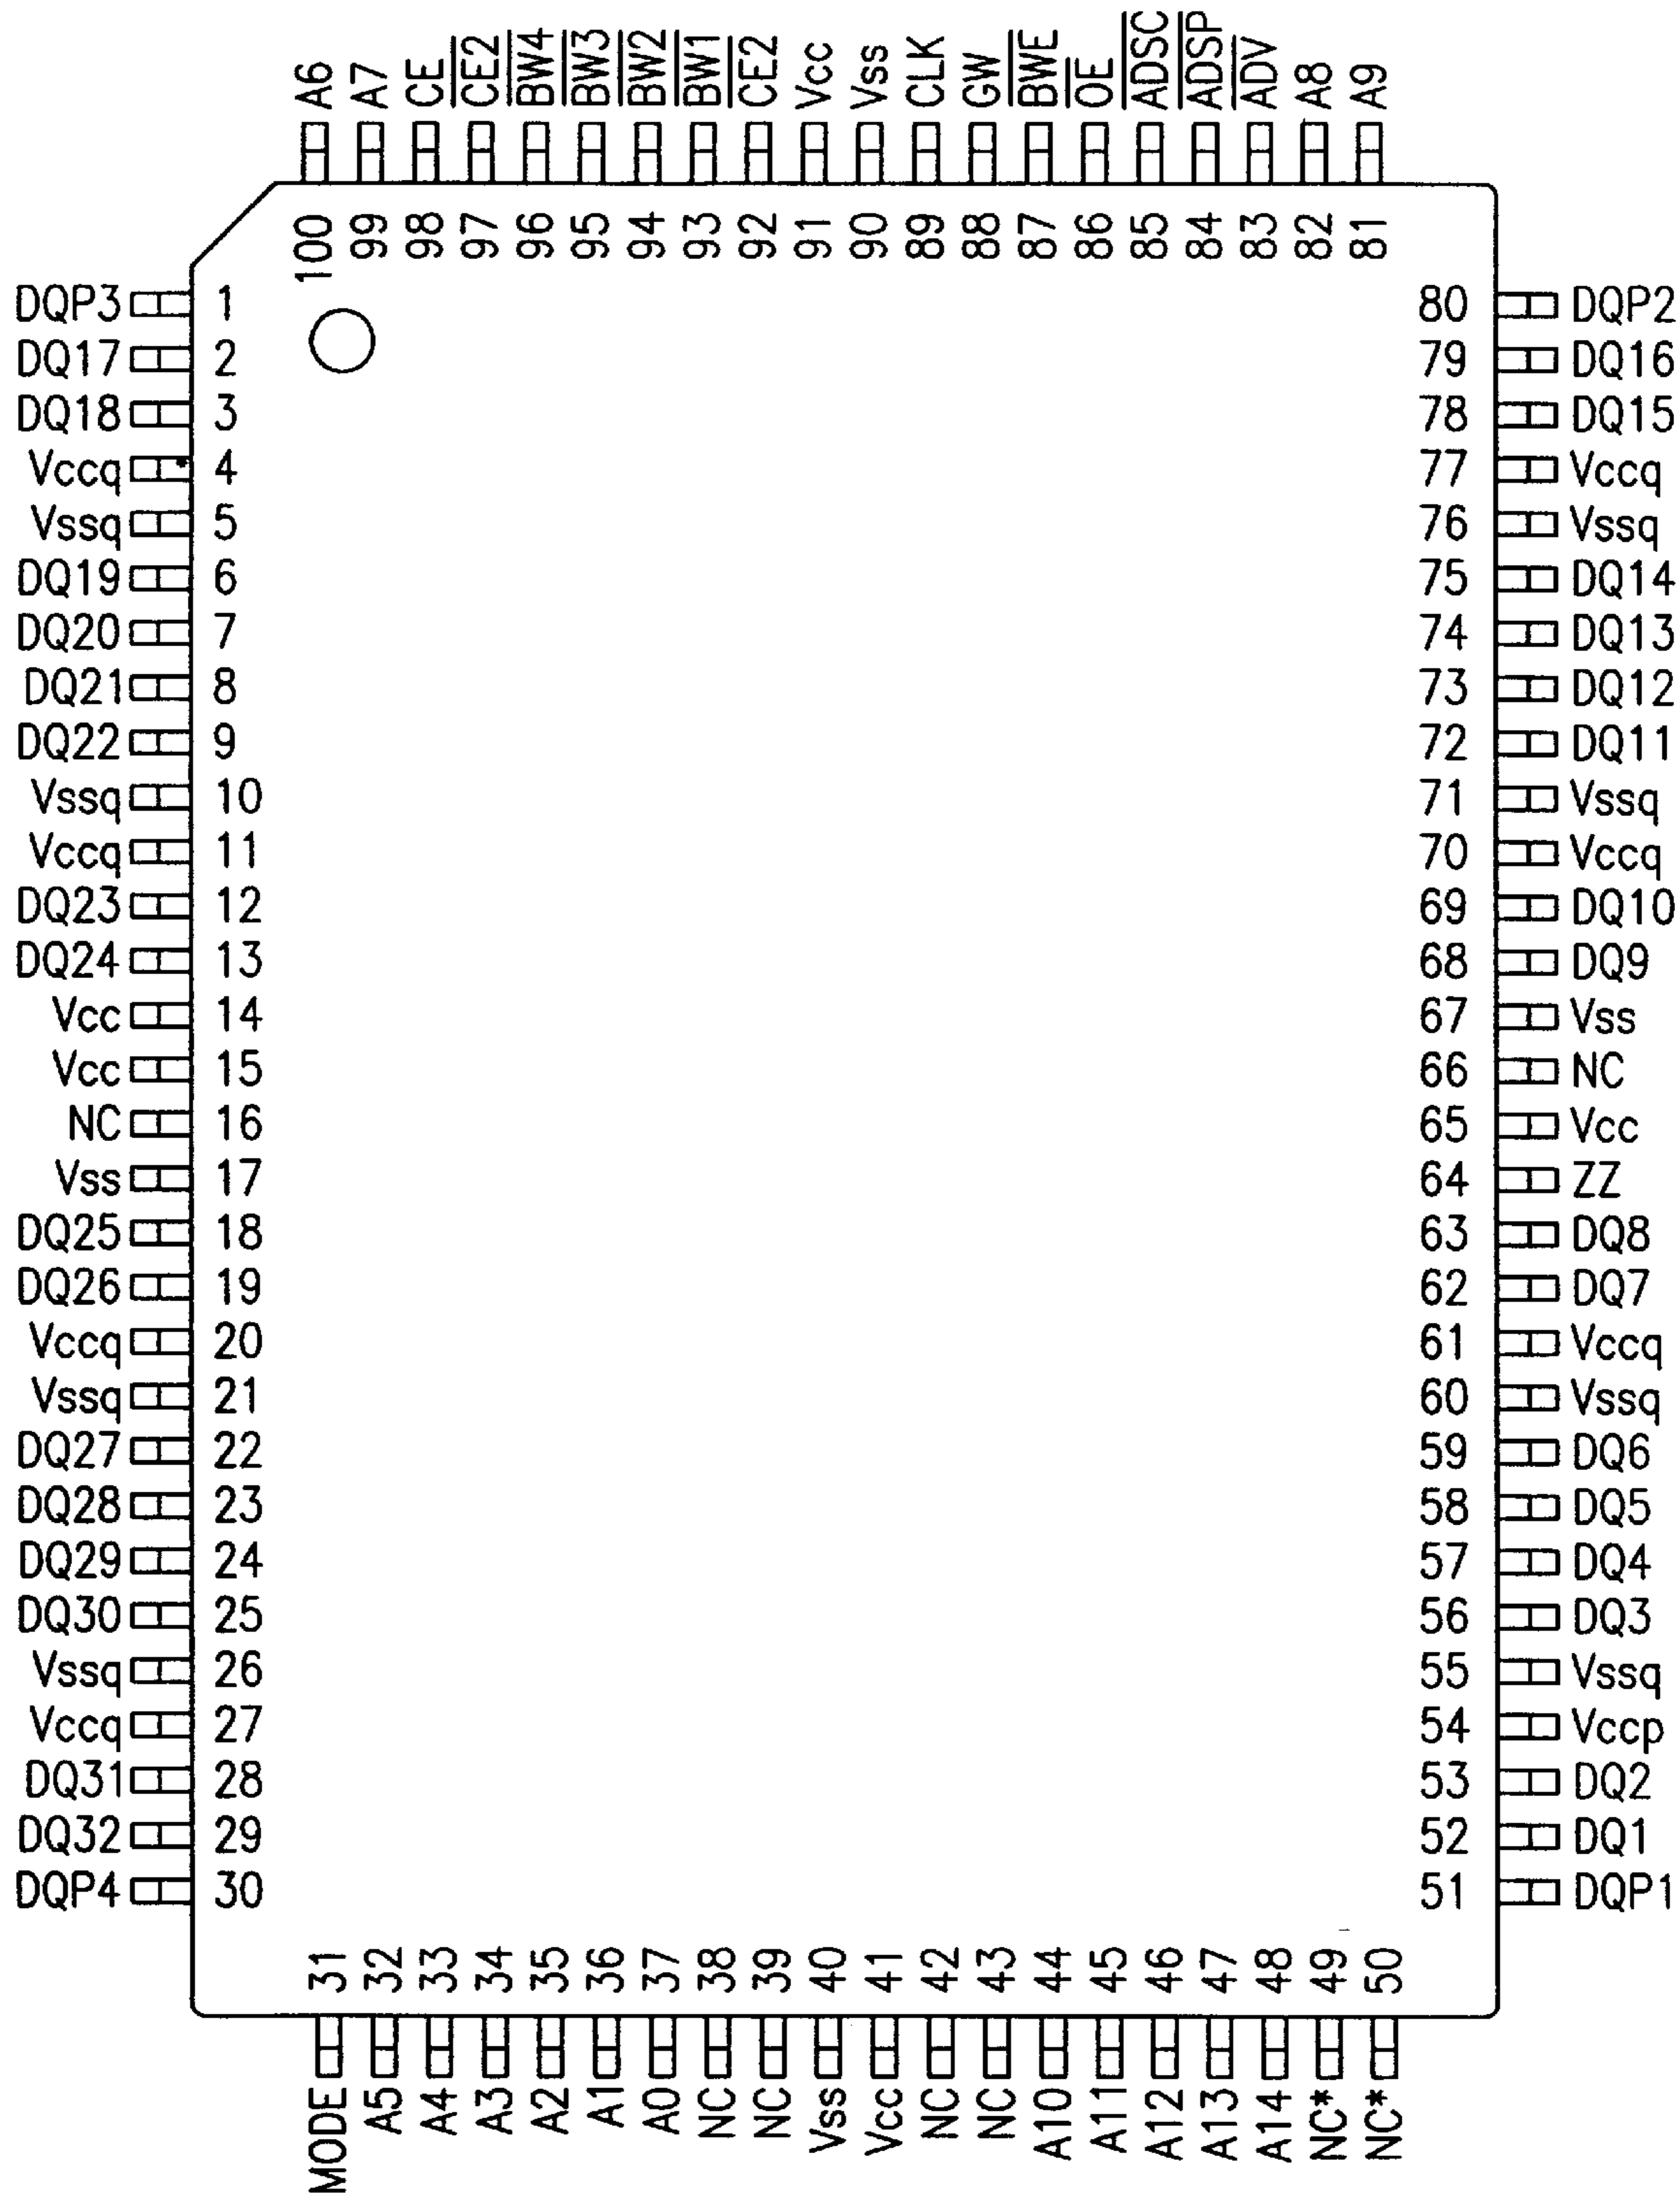 A6 A7 CE CE2 BW4 BW3 BW2 BW1 CE2 Vcc Vss CLK GW BWE OE ADSC ADSP ADV A8 A9
100 99 98 97 96 95 94 93 92 91 90 89 88 87 86 85 84 83 82 81
DQP3 1 80 DQP2
DQ17 2 79 DQ16
DQ18 3 78 DQ15
Vccq 4 77 Vccq
Vssq 5 76 Vssq
DQ19 6 75 DQ14
DQ20 7 74 DQ13
DQ21 8 73 DQ12
DQ22 9 72 DQ11
Vssq 10 71 Vssq
Vccq 11 70 Vccq
DQ23 12 69 DQ10
DQ24 13 68 DQ9
Vcc 14 67 Vss
Vcc 15 66 NC
NC 16 65 Vcc
Vss 17 64 ZZ
DQ25 18 63 DQ8
DQ26 19 62 DQ7
Vccq 20 61 Vccq
Vssq 21 60 Vssq
DQ27 22 59 DQ6
DQ28 23 58 DQ5
DQ29 24 57 DQ4
DQ30 25 56 DQ3
Vssq 26 55 Vssq
Vccq 27 54 Vccp
DQ31 28 53 DQ2
DQ32 29 52 DQ1
DQP4 30 51 DQP1
31 32 33 34 35 36 37 38 39 40 41 42 43 44 45 46 47 48 49 50
MODE A5 A4 A3 A2 A1 A0 NC NC Vss Vcc NC NC A10 A11 A12 A13 A14 NC* NC*